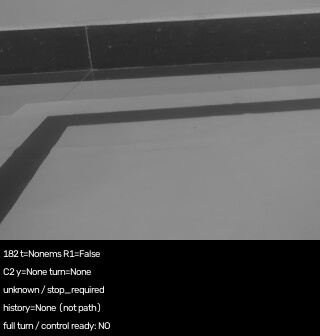 182 t=Nonems R1=False
C2 y=None turn=None
unknown / stop_required
history=None (not path)
full turn / control ready: NO